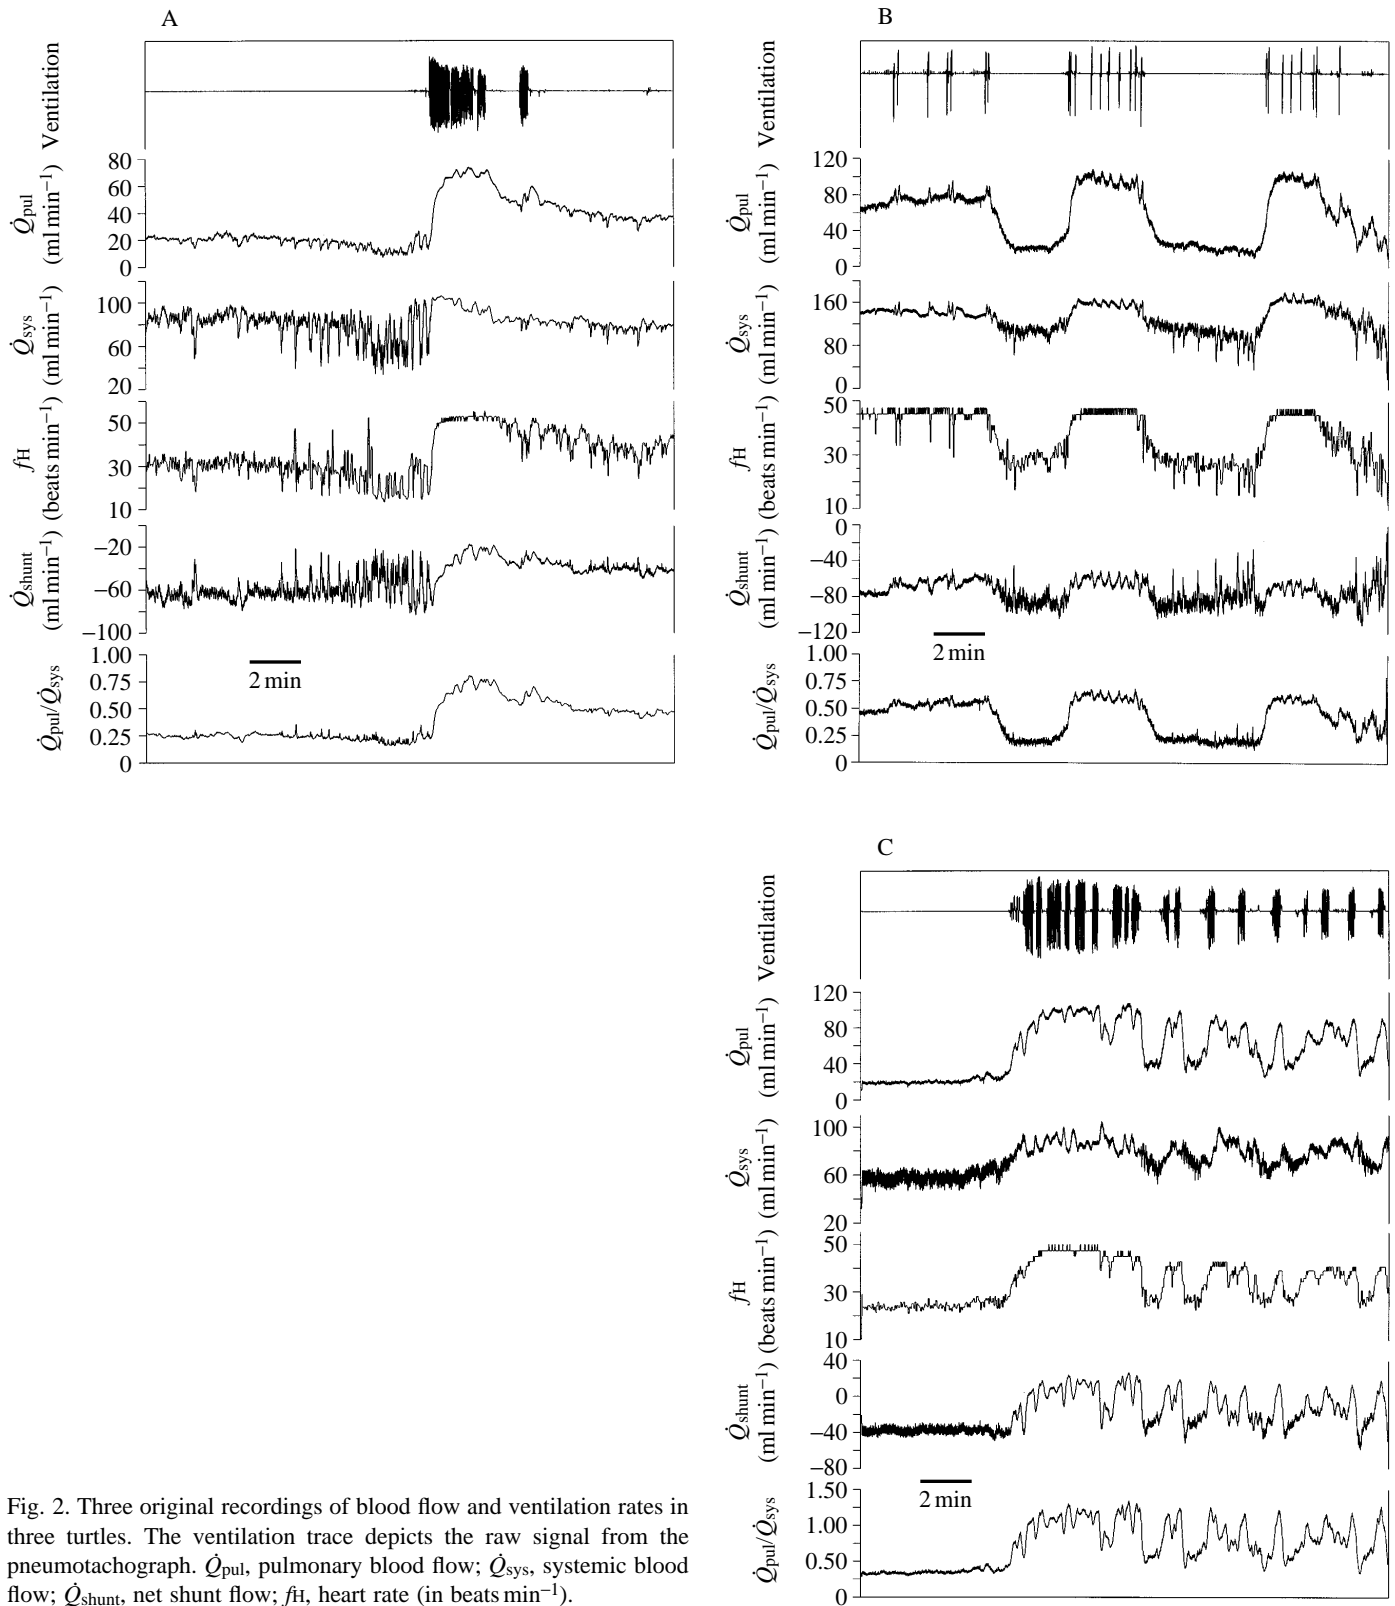 A
Ventilation
Q̇pul
(ml min−1)
80
60
40
20
0
Q̇sys
(ml min−1)
100
60
20
fH
(beats min−1)
50
30
10
Q̇shunt
(ml min−1)
−20
−60
−100
2 min
Q̇pul/Q̇sys
1.00
0.75
0.50
0.25
0
B
Ventilation
Q̇pul
(ml min−1)
120
80
40
0
Q̇sys
(ml min−1)
160
80
0
fH
(beats min−1)
50
30
10
Q̇shunt
(ml min−1)
0
−40
−80
−120
2 min
Q̇pul/Q̇sys
1.00
0.75
0.50
0.25
0
C
Ventilation
Q̇pul
(ml min−1)
120
80
40
0
Q̇sys
(ml min−1)
100
60
20
fH
(beats min−1)
50
30
10
Q̇shunt
(ml min−1)
40
0
−40
−80
2 min
Q̇pul/Q̇sys
1.50
1.00
0.50
0
Fig. 2. Three original recordings of blood flow and ventilation rates in
three turtles. The ventilation trace depicts the raw signal from the
pneumotachograph. Q̇pul, pulmonary blood flow; Q̇sys, systemic blood
flow; Q̇shunt, net shunt flow; fH, heart rate (in beats min−1).